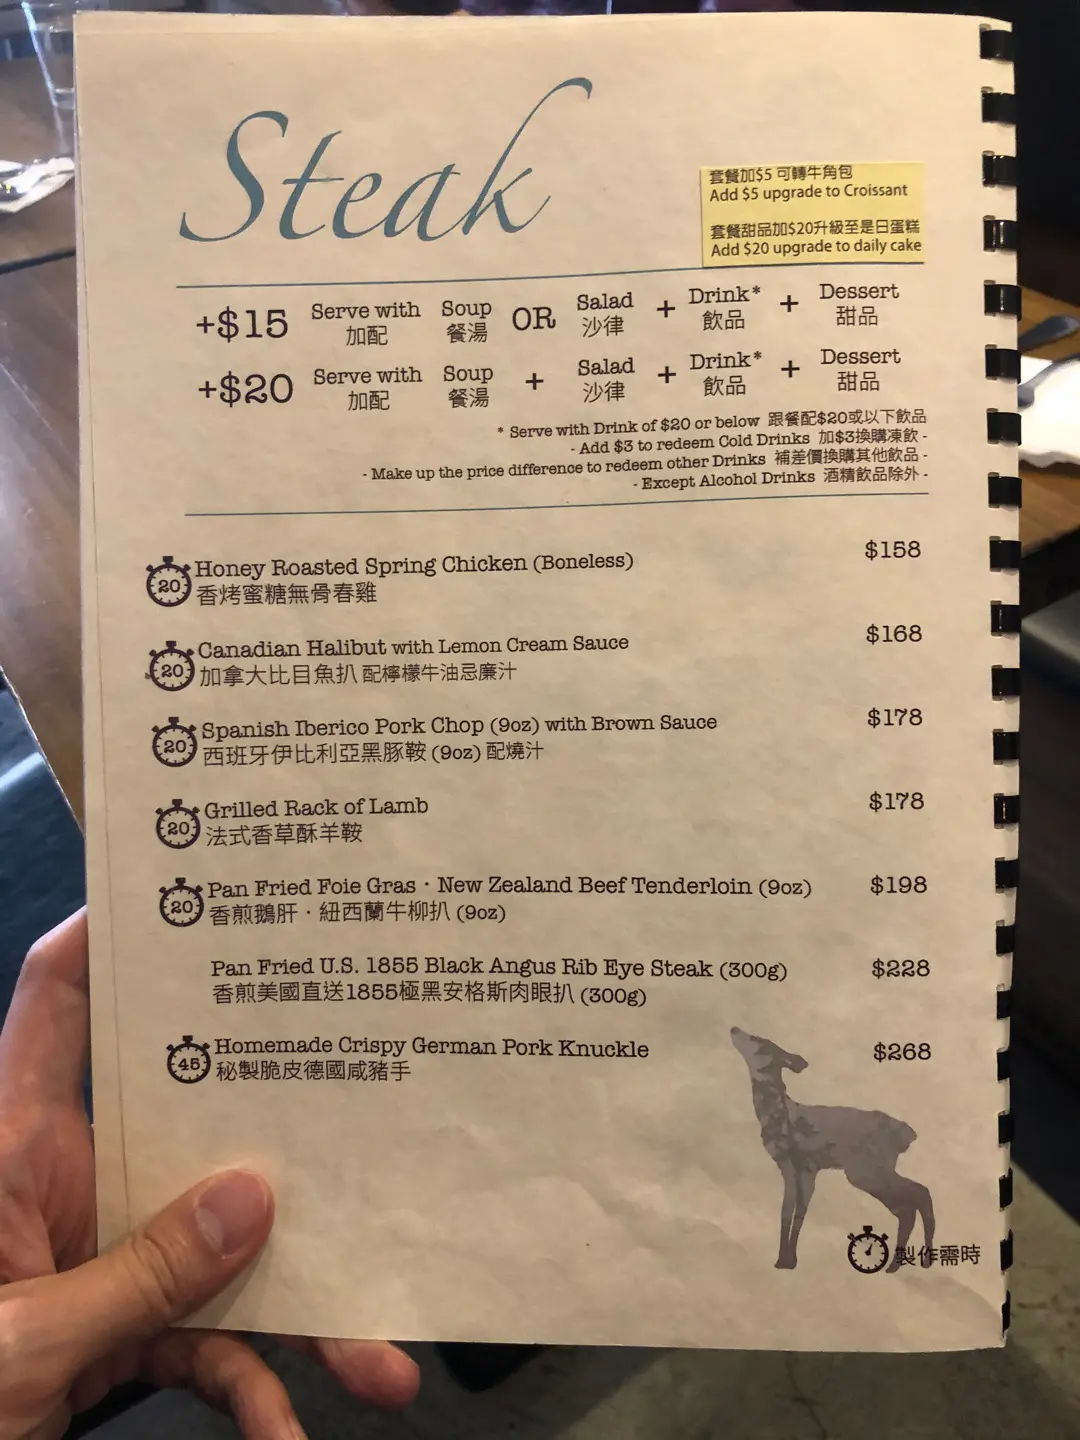 Steak
套餐加$5 可轉牛角包
Add $5 upgrade to Croissant
套餐甜品加$20升級至是日蛋糕
Add $20 upgrade to daily cake
+$15 Serve with Soup OR Salad + Drink* + Dessert
加配 餐湯 沙律 飲品 甜品
+$20 Serve with Soup + Salad + Drink* + Dessert
加配 餐湯 沙律 飲品 甜品
* Serve with Drink of $20 or below 跟餐配$20或以下飲品
- Add $3 to redeem Cold Drinks 加$3換購凍飲 -
- Make up the price difference to redeem other Drinks 補差價換購其他飲品 -
- Except Alcohol Drinks 酒精飲品除外 -
20 Honey Roasted Spring Chicken (Boneless) $158
香烤蜜糖無骨春雞
20 Canadian Halibut with Lemon Cream Sauce $168
加拿大比目魚扒 配檸檬牛油忌廉汁
20 Spanish Iberico Pork Chop (9oz) with Brown Sauce $178
西班牙伊比利亞黑豚鞍 (9oz) 配燒汁
20 Grilled Rack of Lamb $178
法式香草酥羊鞍
20 Pan Fried Foie Gras · New Zealand Beef Tenderloin (9oz) $198
香煎鵝肝 · 紐西蘭牛柳扒 (9oz)
Pan Fried U.S. 1855 Black Angus Rib Eye Steak (300g) $228
香煎美國直送1855極黑安格斯肉眼扒 (300g)
45 Homemade Crispy German Pork Knuckle $268
秘製脆皮德國咸豬手
製作需時